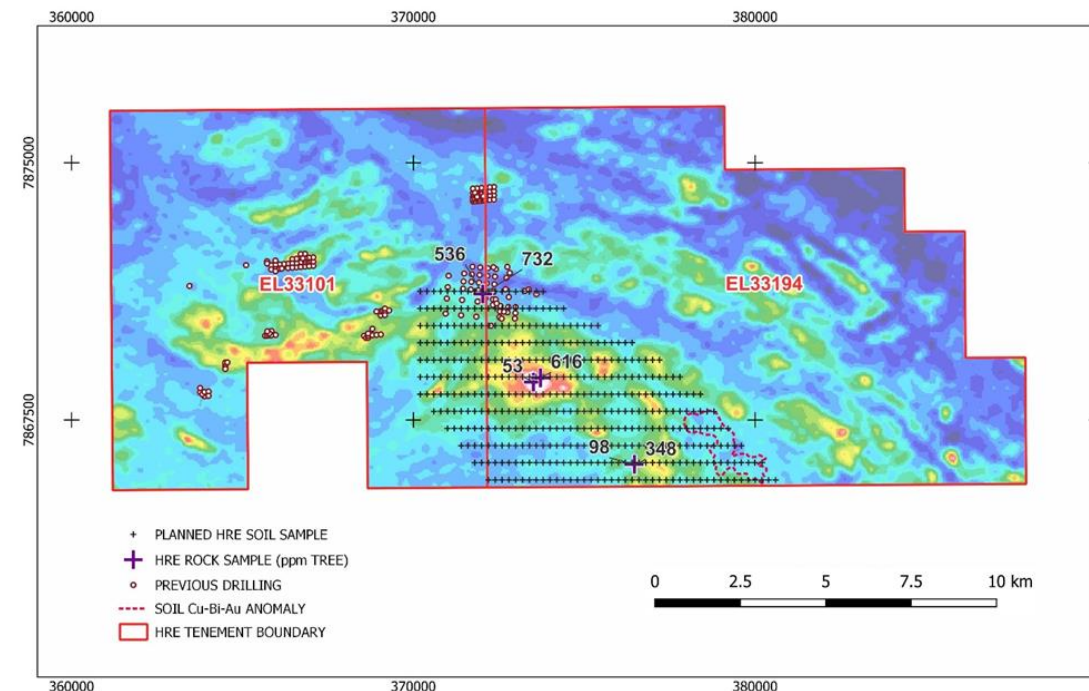 360000 370000 380000
7875000
536 732
EL33101 EL33194
53 616
7867500
98 348
PLANNED HRE SOIL SAMPLE
HRE ROCK SAMPLE (ppm TREE)
PREVIOUS DRILLING
SOIL Cu-Bi-Au ANOMALY
HRE TENEMENT BOUNDARY
0 2.5 5 7.5 10 km
360000 370000 380000